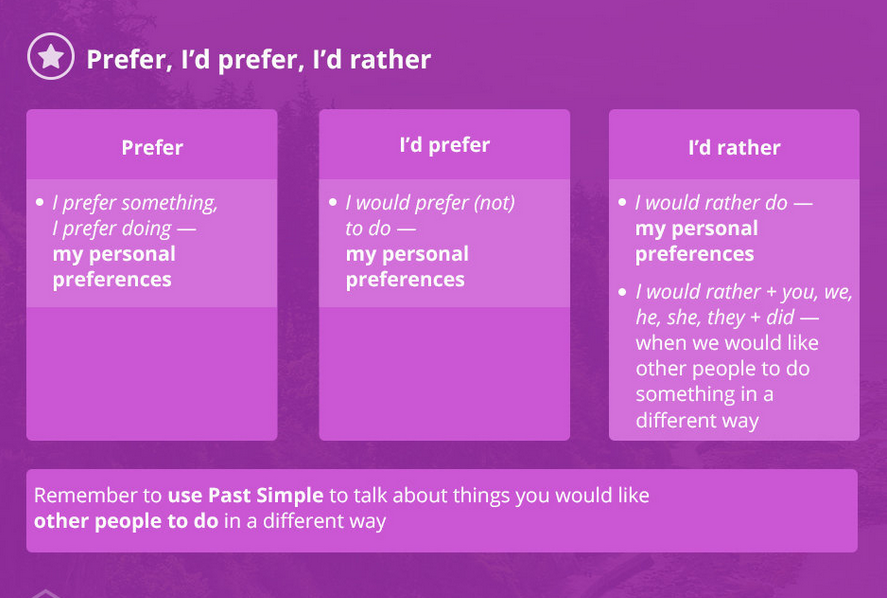 Prefer, I’d prefer, I’d rather
Prefer
• I prefer something,
I prefer doing —
my personal
preferences
I’d prefer
• I would prefer (not)
to do —
my personal
preferences
I’d rather
• I would rather do —
my personal
preferences
• I would rather + you, we,
he, she, they + did —
when we would like
other people to do
something in a
different way
Remember to use Past Simple to talk about things you would like
other people to do in a different way